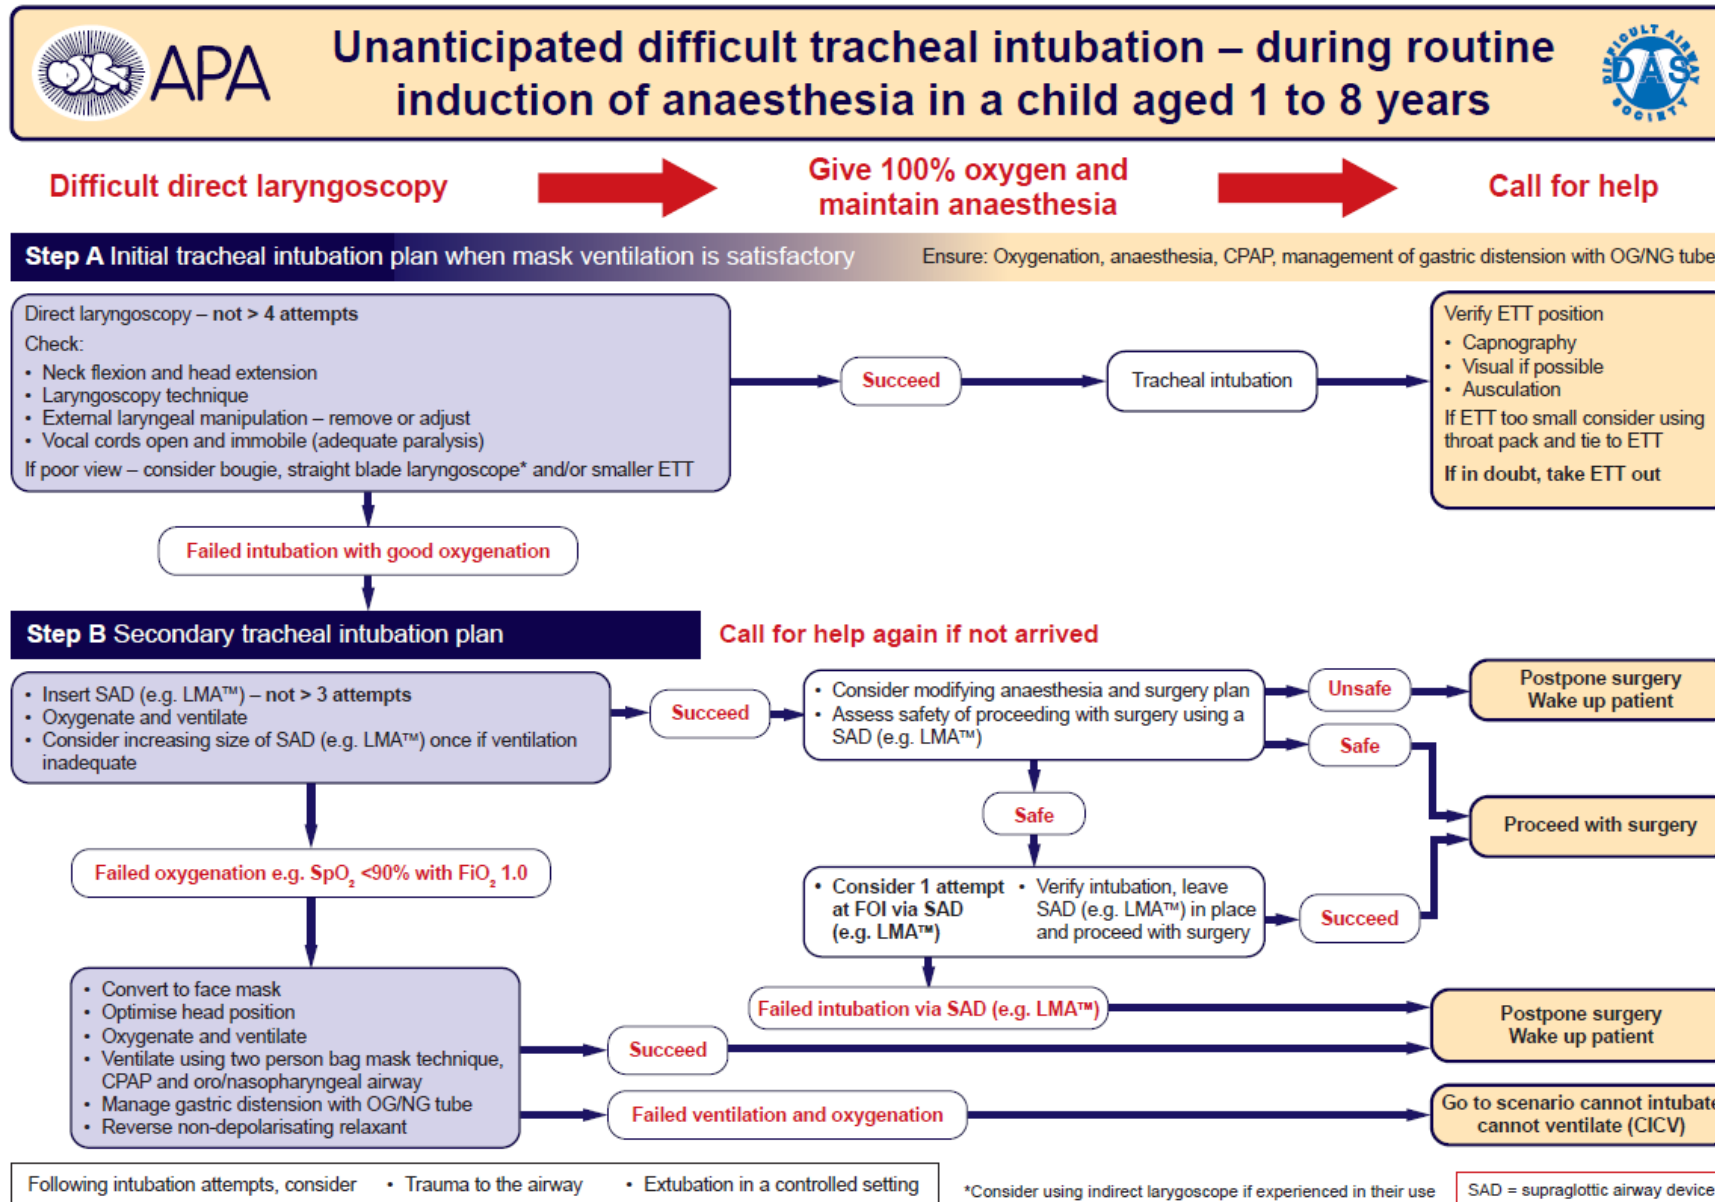 APA
Unanticipated difficult tracheal intubation – during routine
induction of anaesthesia in a child aged 1 to 8 years
DIFFICULT AIRWAY
DAS
SOCIETY
Difficult direct laryngoscopy
Give 100% oxygen and
maintain anaesthesia
Call for help
Step A Initial tracheal intubation plan when mask ventilation is satisfactory
Ensure: Oxygenation, anaesthesia, CPAP, management of gastric distension with OG/NG tube
Direct laryngoscopy – not > 4 attempts
Check:
• Neck flexion and head extension
• Laryngoscopy technique
• External laryngeal manipulation – remove or adjust
• Vocal cords open and immobile (adequate paralysis)
If poor view – consider bougie, straight blade laryngoscope* and/or smaller ETT
Succeed
Tracheal intubation
Verify ETT position
• Capnography
• Visual if possible
• Ausculation
If ETT too small consider using
throat pack and tie to ETT
If in doubt, take ETT out
Failed intubation with good oxygenation
Step B Secondary tracheal intubation plan
Call for help again if not arrived
• Insert SAD (e.g. LMA™) – not > 3 attempts
• Oxygenate and ventilate
• Consider increasing size of SAD (e.g. LMA™) once if ventilation
inadequate
Succeed
• Consider modifying anaesthesia and surgery plan
• Assess safety of proceeding with surgery using a
SAD (e.g. LMA™)
Unsafe
Postpone surgery
Wake up patient
Safe
Safe
Proceed with surgery
Failed oxygenation e.g. SpO₂ <90% with FiO₂ 1.0
• Consider 1 attempt
at FOI via SAD
(e.g. LMA™)
• Verify intubation, leave
SAD (e.g. LMA™) in place
and proceed with surgery
Succeed
• Convert to face mask
• Optimise head position
• Oxygenate and ventilate
• Ventilate using two person bag mask technique,
CPAP and oro/nasopharyngeal airway
• Manage gastric distension with OG/NG tube
• Reverse non-depolarising relaxant
Failed intubation via SAD (e.g. LMA™)
Postpone surgery
Wake up patient
Succeed
Failed ventilation and oxygenation
Go to scenario cannot intubate
cannot ventilate (CICV)
Following intubation attempts, consider • Trauma to the airway • Extubation in a controlled setting
*Consider using indirect larygoscope if experienced in their use
SAD = supraglottic airway device